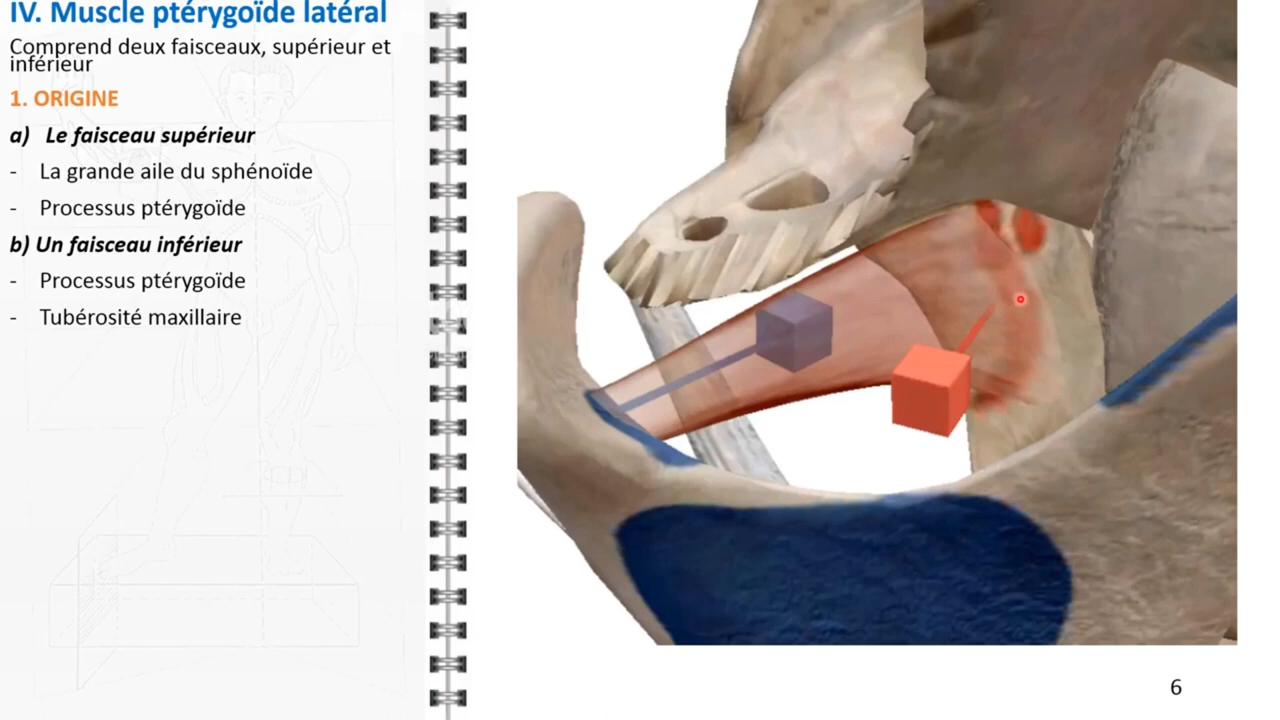 IV. Muscle ptérygoïde latéral
Comprend deux faisceaux, supérieur et
inférieur
1. ORIGINE
a) Le faisceau supérieur
- La grande aile du sphénoïde
- Processus ptérygoïde
b) Un faisceau inférieur
- Processus ptérygoïde
- Tubérosité maxillaire
6